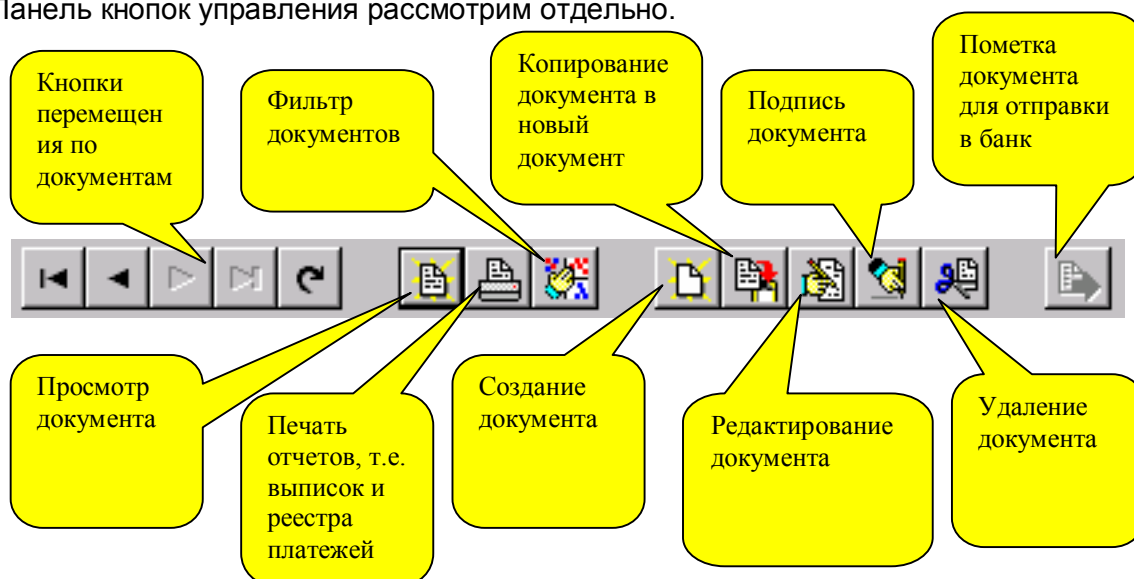 Панель кнопок управления рассмотрим отдельно.
Кнопки
перемещен
ия по
документам
Фильтр
документов
Копирование
документа в
новый
документ
Подпись
документа
Пометка
документа
для отправки
в банк
Просмотр
документа
Печать
отчетов, т.е.
выписок и
реестра
платежей
Создание
документа
Редактирование
документа
Удаление
документа